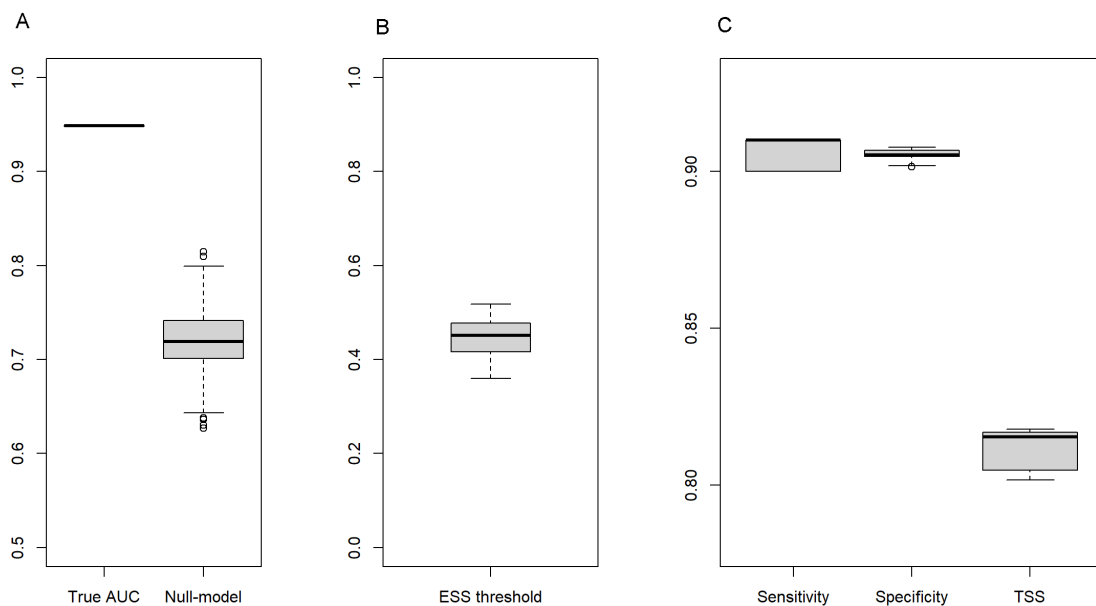 A
1.0
0.9
0.8
0.7
0.6
0.5
True AUC Null-model
B
1.0
0.8
0.6
0.4
0.2
0.0
ESS threshold
C
0.90
0.85
0.80
Sensitivity Specificity TSS